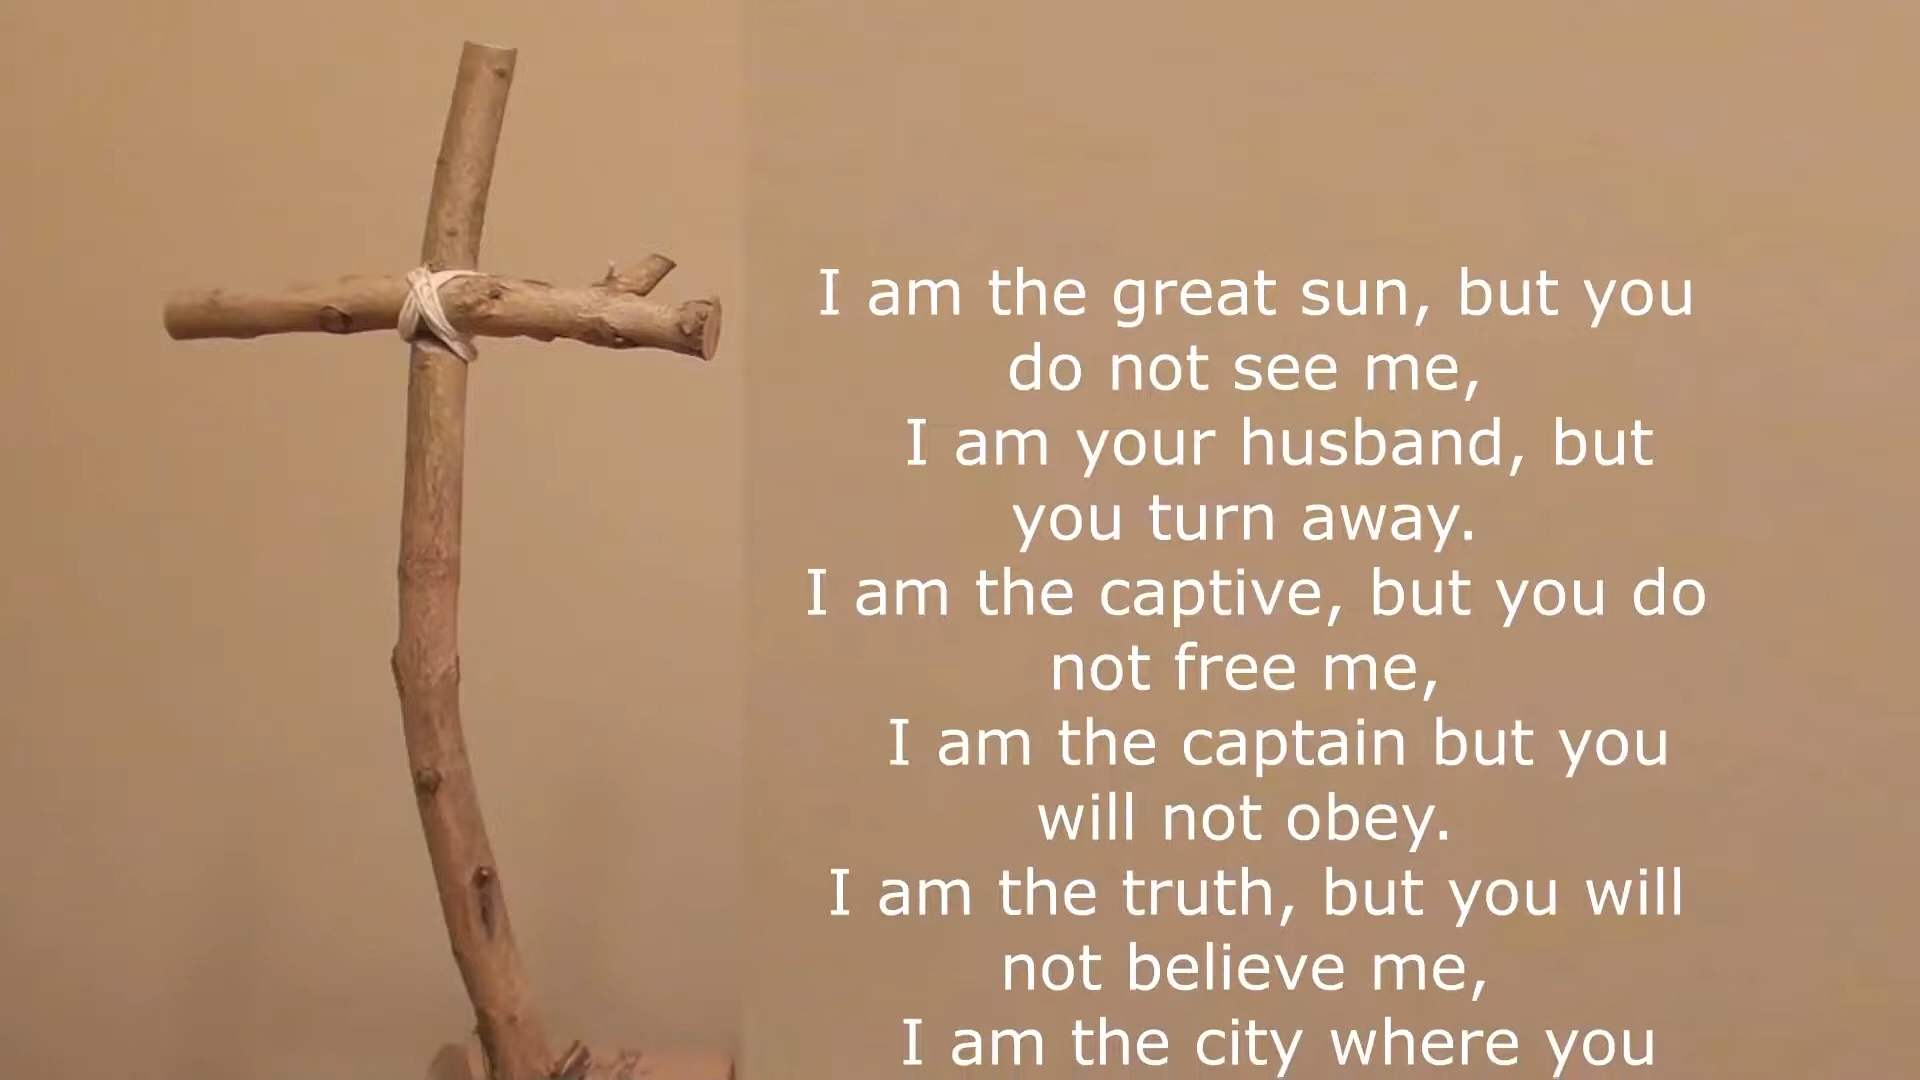 I am the great sun, but you
do not see me,
I am your husband, but
you turn away.
I am the captive, but you do
not free me,
I am the captain but you
will not obey.
I am the truth, but you will
not believe me,
I am the city where you